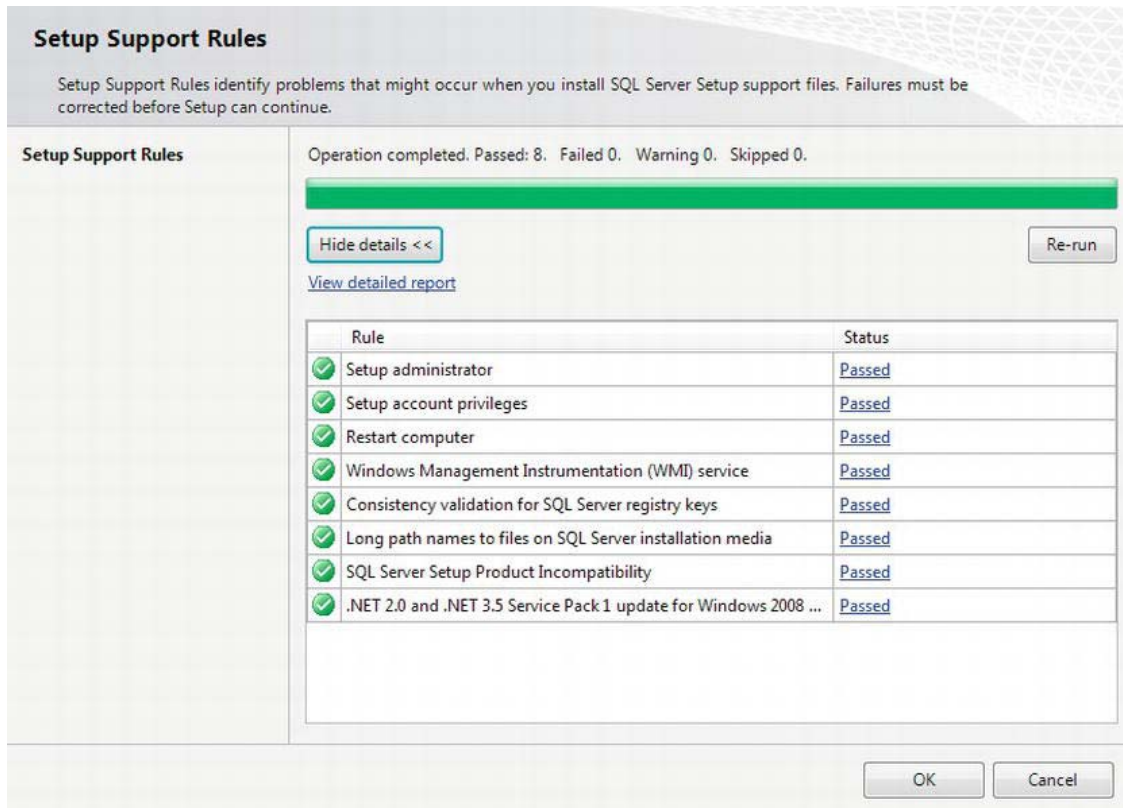 Setup Support Rules
Setup Support Rules identify problems that might occur when you install SQL Server Setup support files. Failures must be
corrected before Setup can continue.
Setup Support Rules
Operation completed. Passed: 8. Failed 0. Warning 0. Skipped 0.
Hide details <<
Re-run
View detailed report
Rule Status
Setup administrator Passed
Setup account privileges Passed
Restart computer Passed
Windows Management Instrumentation (WMI) service Passed
Consistency validation for SQL Server registry keys Passed
Long path names to files on SQL Server installation media Passed
SQL Server Setup Product Incompatibility Passed
.NET 2.0 and .NET 3.5 Service Pack 1 update for Windows 2008 ... Passed
OK Cancel